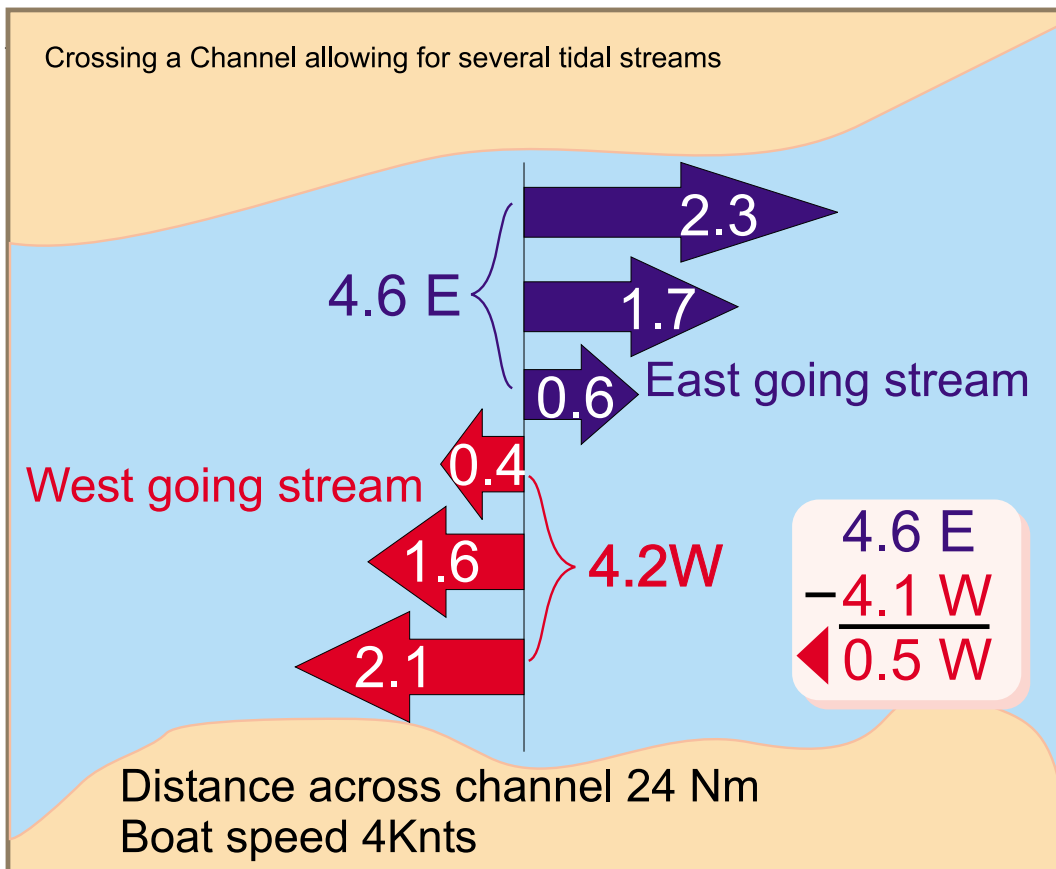 Crossing a Channel allowing for several tidal streams
2.3
4.6 E
1.7
0.6
East going stream
0.4
West going stream
1.6
4.2W
2.1
4.6 E
–4.1 W
0.5 W
Distance across channel 24 Nm
Boat speed 4Knts